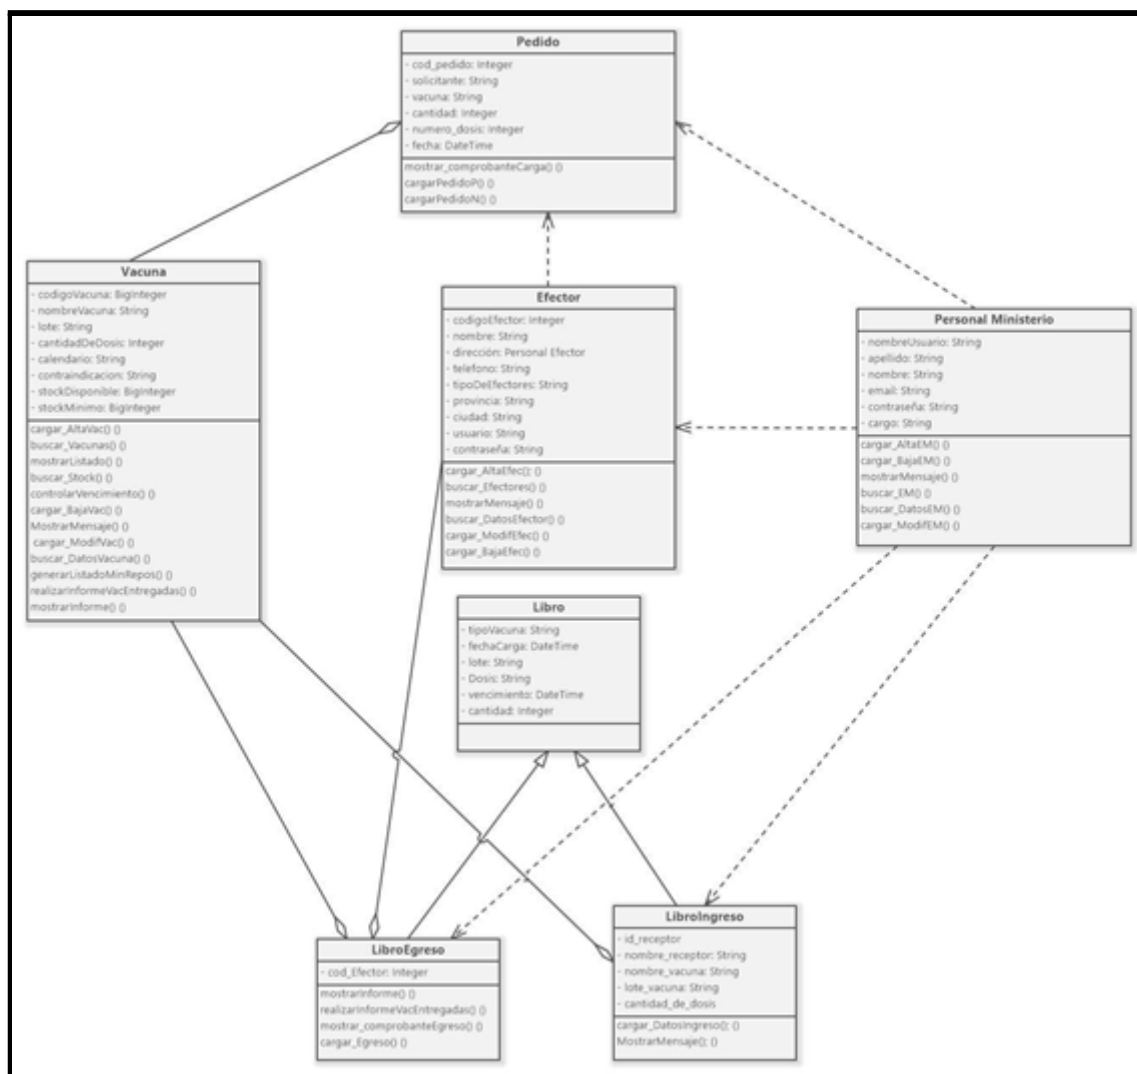 Pedido
- cod_pedido: Integer
- solicitante: String
- vacuna: String
- cantidad: Integer
- numero_dosis: Integer
- fecha: DateTime
mostrar_comprobanteCarga() ()
cargarPedidoP() ()
cargarPedidoN() ()
Vacuna
- codigoVacuna: BigInteger
- nombreVacuna: String
- lote: String
- cantidadDeDosis: Integer
- calendario: String
- contraindicacion: String
- stockDisponible: BigInteger
- stockMinimo: BigInteger
cargar_AltaVac() ()
buscar_Vacunas() ()
mostrarListado() ()
buscar_Stock() ()
controlarVencimiento() ()
cargar_BajaVac() ()
MostrarMensaje() ()
cargar_ModifVac() ()
buscar_DatosVacuna() ()
generarListadoMinRepos() ()
realizarInformeVacEntregadas() ()
mostrarInforme() ()
Efector
- codigoEfector: Integer
- nombre: String
- dirección: Personal Efector
- telefono: String
- tipoDeEfectores: String
- provincia: String
- ciudad: String
- usuario: String
- contraseña: String
cargar_AltaEfec(); ()
buscar_Efectores() ()
mostrarMensaje() ()
buscar_DatosEfector() ()
cargar_ModifEfec() ()
cargar_BajaEfec() ()
Personal Ministerio
- nombreUsuario: String
- apellido: String
- nombre: String
- email: String
- contraseña: String
- cargo: String
cargar_AltaEM() ()
cargar_BajaEM() ()
mostrarMensaje() ()
buscar_EM() ()
buscar_DatosEM() ()
cargar_ModifEM() ()
Libro
- tipoVacuna: String
- fechaCarga: DateTime
- lote: String
- Dosis: String
- vencimiento: DateTime
- cantidad: Integer
LibroEgreso
- cod_Efector: Integer
mostrarInforme() ()
realizarInformeVacEntregadas() ()
mostrar_comprobanteEgreso() ()
cargar_Egreso() ()
LibroIngreso
- id_receptor
- nombre_receptor: String
- nombre_vacuna: String
- lote_vacuna: String
- cantidad_de_dosis
cargar_DatosIngreso(); ()
MostrarMensaje(); ()